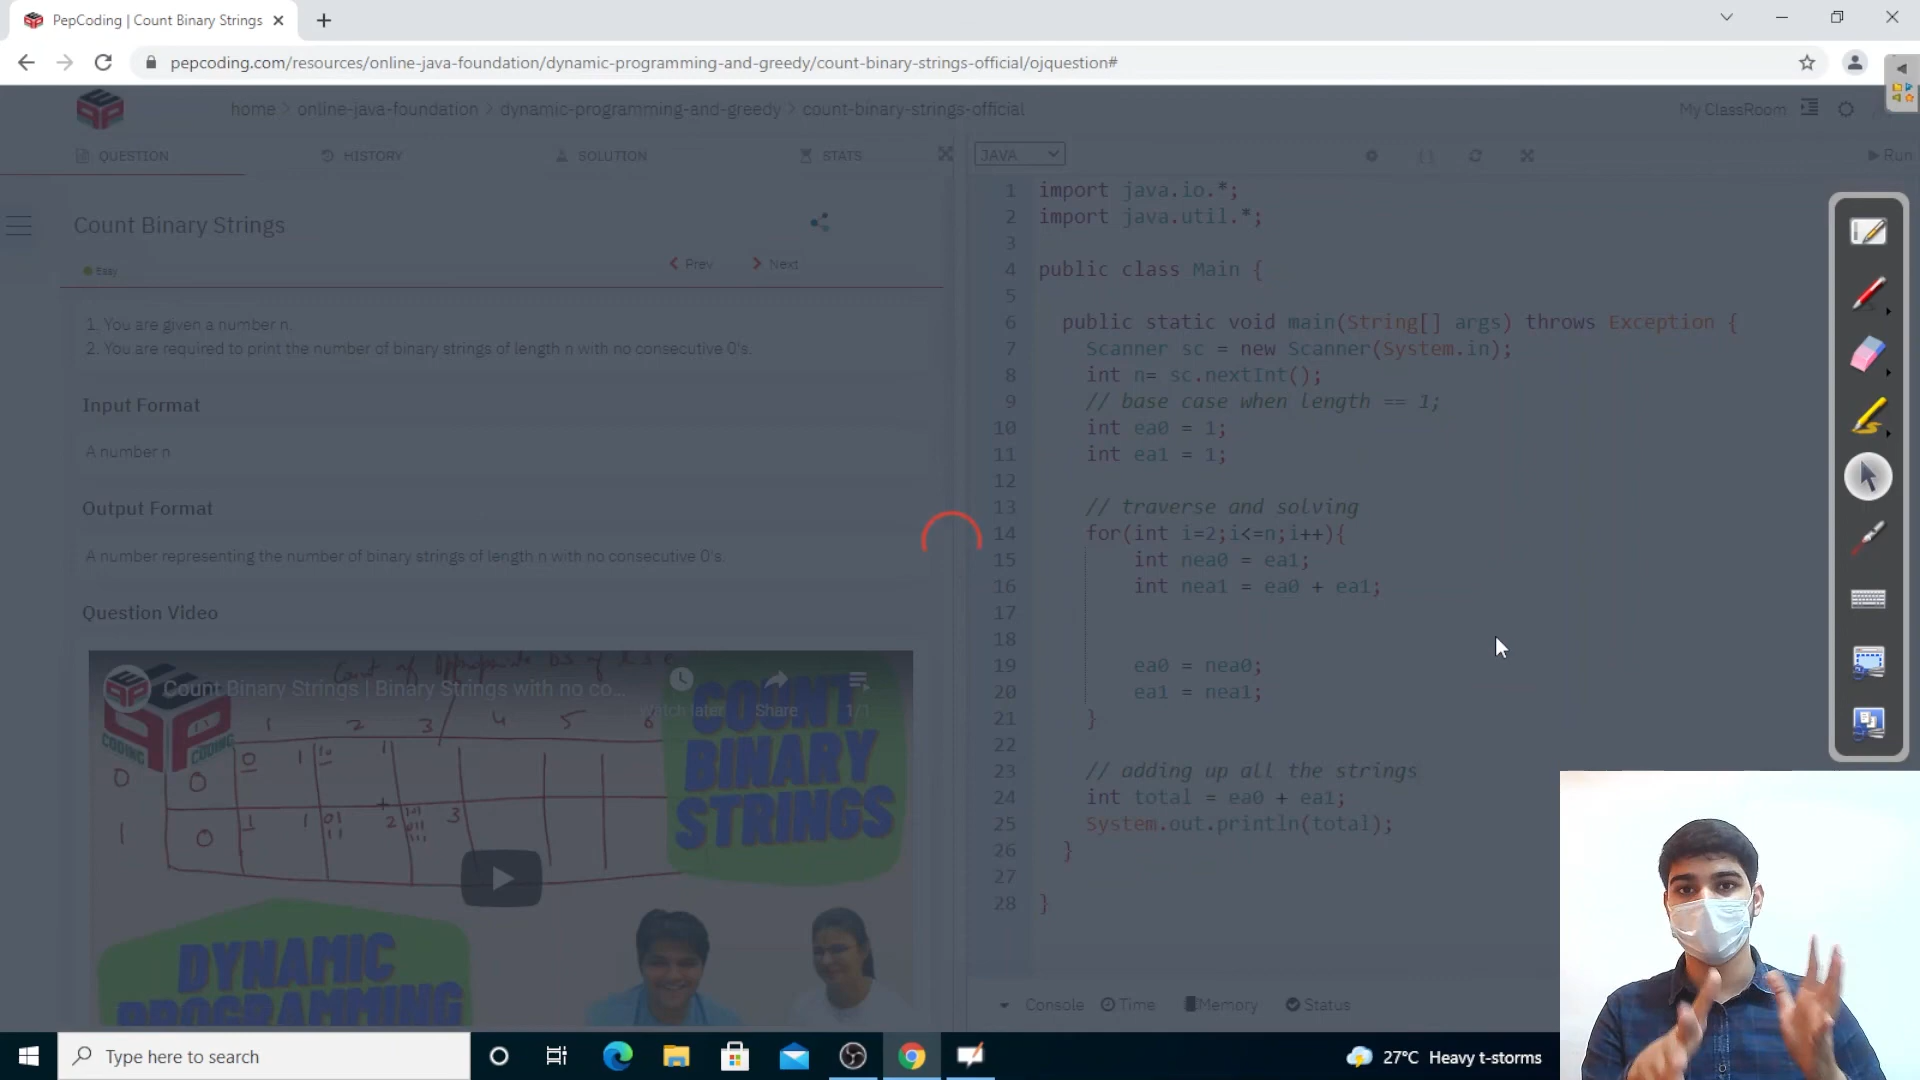 PepCoding | Count Binary Strings
pepcoding.com/resources/online-java-foundation/dynamic-programming-and-greedy/count-binary-strings-official/ojquestion#
home > online-java-foundation > dynamic-programming-and-greedy > count-binary-strings-official
My ClassRoom
QUESTION HISTORY SOLUTION STATS
JAVA
Run
Count Binary Strings
Easy
Prev Next
1. You are given a number n.
2. You are required to print the number of binary strings of length n with no consecutive 0's.
Input Format
A number n
Output Format
A number representing the number of binary strings of length n with no consecutive 0's.
Question Video
Count Binary Strings | Binary Strings with no co...
Watch later Share 1/1
CODING
COUNT
BINARY
STRINGS
1 2 3 4 5 6
DYNAMIC
PROGRAMMING
1 import java.io.*;
2 import java.util.*;
3
4 public class Main {
5
6 public static void main(String[] args) throws Exception {
7 Scanner sc = new Scanner(System.in);
8 int n= sc.nextInt();
9 // base case when length == 1;
10 int ea0 = 1;
11 int ea1 = 1;
12
13 // traverse and solving
14 for(int i=2;i<=n;i++){
15 int nea0 = ea1;
16 int nea1 = ea0 + ea1;
17
18
19 ea0 = nea0;
20 ea1 = nea1;
21 }
22
23 // adding up all the strings
24 int total = ea0 + ea1;
25 System.out.println(total);
26 }
27
28 }
Console Time Memory Status
Type here to search
27°C Heavy t-storms